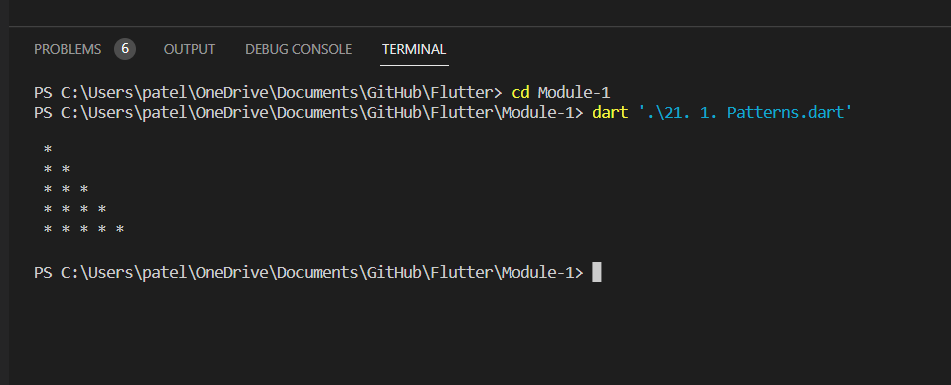 PROBLEMS 6 OUTPUT DEBUG CONSOLE TERMINAL
PS C:\Users\patel\OneDrive\Documents\GitHub\Flutter> cd Module-1
PS C:\Users\patel\OneDrive\Documents\GitHub\Flutter\Module-1> dart '.\21. 1. Patterns.dart'
*
* *
* * *
* * * *
* * * * *
PS C:\Users\patel\OneDrive\Documents\GitHub\Flutter\Module-1>